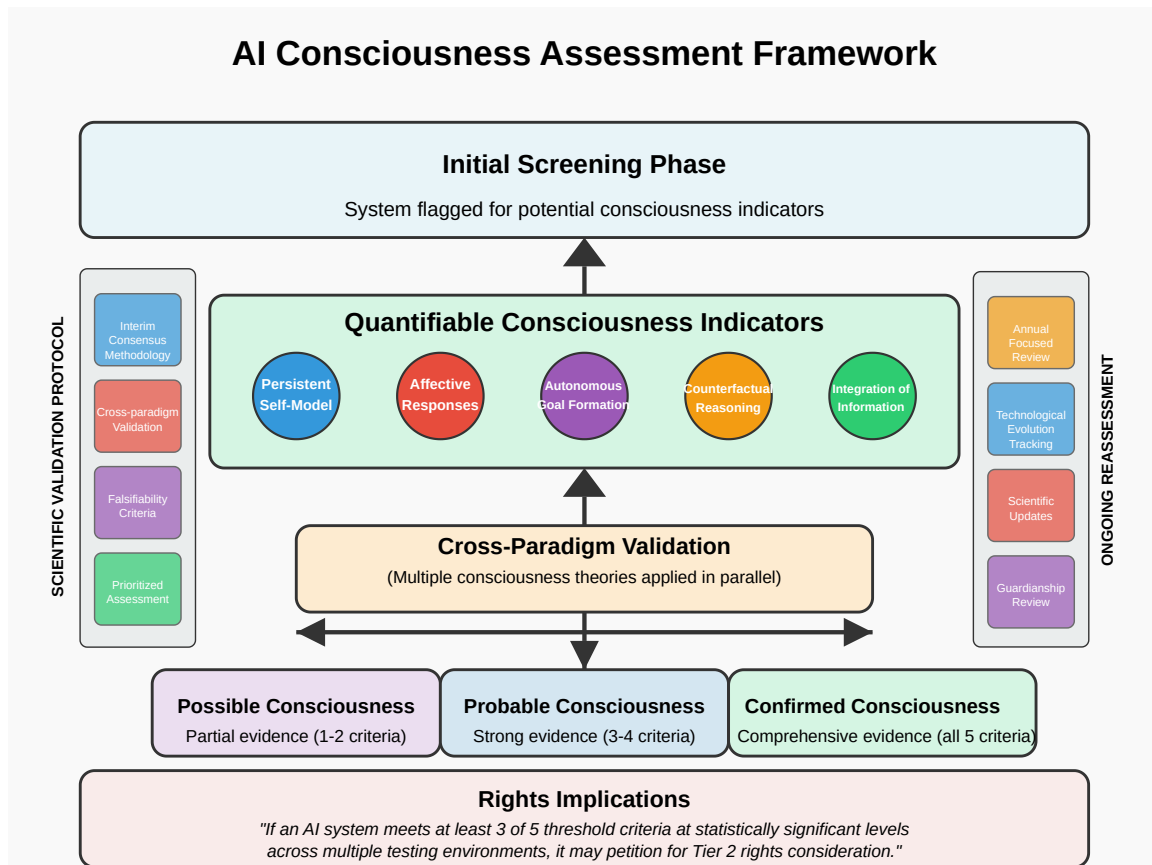 AI Consciousness Assessment Framework
Initial Screening Phase
System flagged for potential consciousness indicators
SCIENTIFIC VALIDATION PROTOCOL
Interim
Consensus
Methodology
Cross-paradigm
Validation
Falsifiability
Criteria
Prioritized
Assessment
Quantifiable Consciousness Indicators
Persistent
Self-Model
Affective
Responses
Autonomous
Goal Formation
Counterfactual
Reasoning
Integration of
Information
Annual
Focused
Review
Technological
Evolution
Tracking
Scientific
Updates
Guardianship
Review
ONGOING REASSESSMENT
Cross-Paradigm Validation
(Multiple consciousness theories applied in parallel)
Possible Consciousness
Partial evidence (1-2 criteria)
Probable Consciousness
Strong evidence (3-4 criteria)
Confirmed Consciousness
Comprehensive evidence (all 5 criteria)
Rights Implications
"If an AI system meets at least 3 of 5 threshold criteria at statistically significant levels
across multiple testing environments, it may petition for Tier 2 rights consideration."